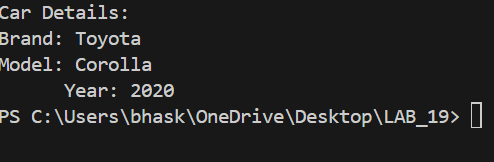 Car Details:
Brand: Toyota
Model: Corolla
      Year: 2020
PS C:\Users\bhask\OneDrive\Desktop\LAB_19>